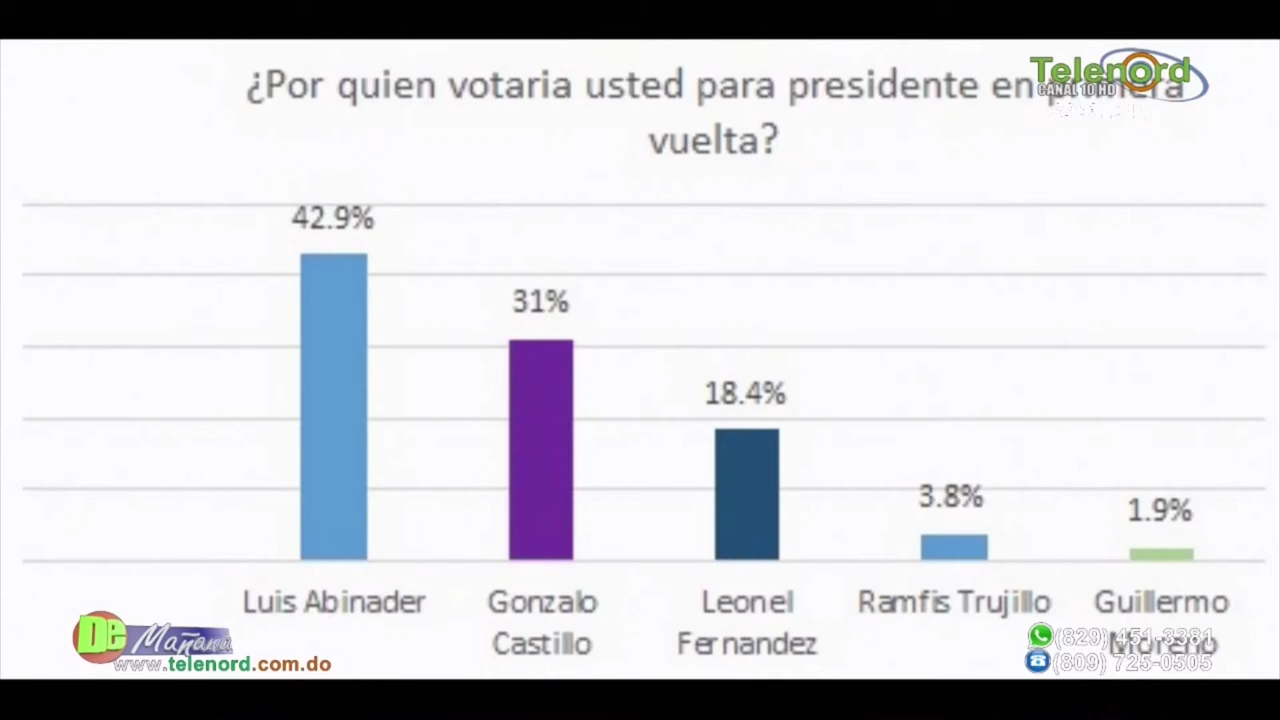 Telenord
CANAL 10 HD
¿Por quien votaria usted para presidente en
vuelta?
42.9%
31%
18.4%
3.8%
1.9%
Luis Abinader
Gonzalo
Castillo
Leonel
Fernandez
Ramfis Trujillo
Guillermo
Moreno
De Mañana
www.telenord.com.do
(829) 451-3381
(809) 725-0505